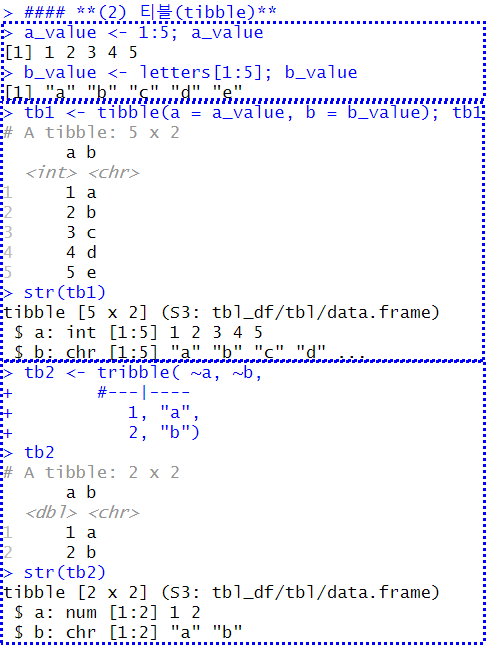 > #### **(2) 티블(tibble)**
> a_value <- 1:5; a_value
[1] 1 2 3 4 5
> b_value <- letters[1:5]; b_value
[1] "a" "b" "c" "d" "e"
> tb1 <- tibble(a = a_value, b = b_value); tb1
# A tibble: 5 x 2
a b
<int> <chr>
1 1 a
2 2 b
3 3 c
4 4 d
5 5 e
> str(tb1)
tibble [5 x 2] (S3: tbl_df/tbl/data.frame)
$ a: int [1:5] 1 2 3 4 5
$ b: chr [1:5] "a" "b" "c" "d" ...
> tb2 <- tribble( ~a, ~b,
+ #---|----
+ 1, "a",
+ 2, "b")
> tb2
# A tibble: 2 x 2
a b
<dbl> <chr>
1 1 a
2 2 b
> str(tb2)
tibble [2 x 2] (S3: tbl_df/tbl/data.frame)
$ a: num [1:2] 1 2
$ b: chr [1:2] "a" "b"